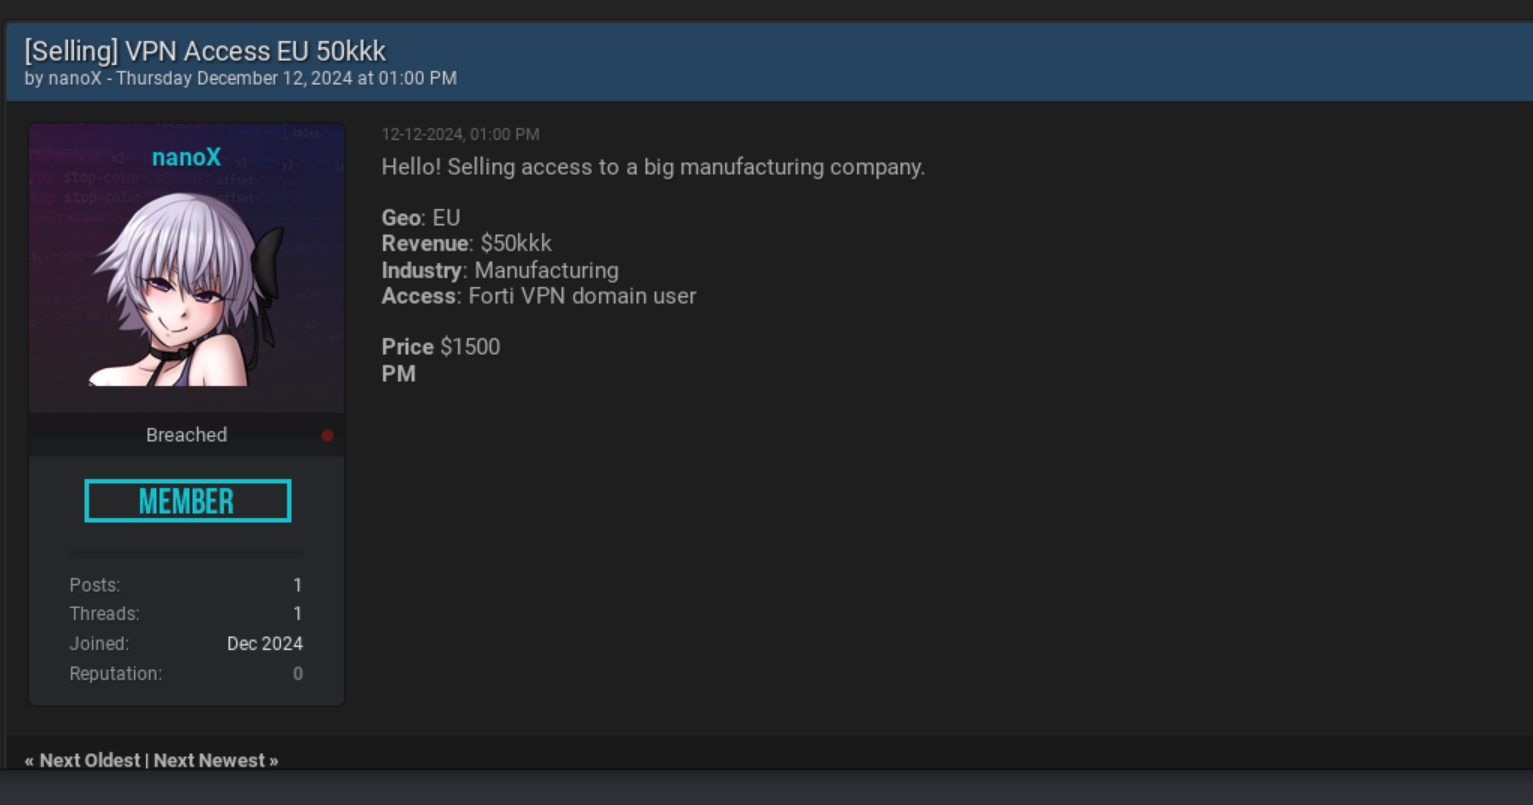 [Selling] VPN Access EU 50kkk
by nanoX - Thursday December 12, 2024 at 01:00 PM
nanoX
Breached
MEMBER
Posts: 1
Threads: 1
Joined: Dec 2024
Reputation: 0
12-12-2024, 01:00 PM
Hello! Selling access to a big manufacturing company.
Geo: EU
Revenue: $50kkk
Industry: Manufacturing
Access: Forti VPN domain user
Price $1500
PM
« Next Oldest | Next Newest »